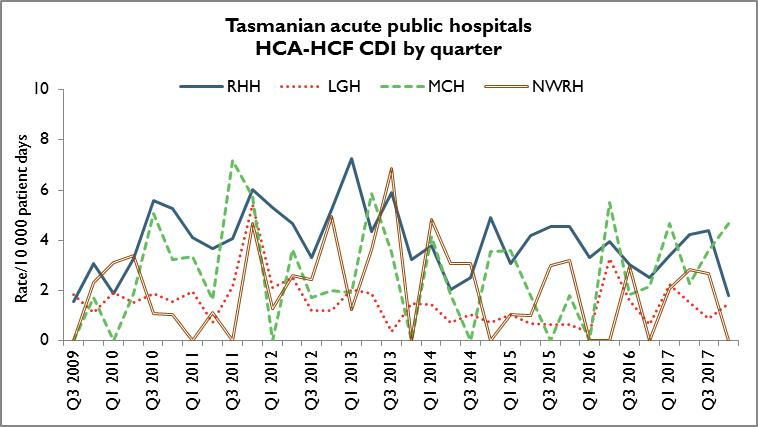 Tasmanian acute public hospitals
HCA-HCF CDI by quarter
RHH LGH MCH NWRH
Rate/10 000 patient days
10
8
6
4
2
0
Q3 2009
Q1 2010
Q3 2010
Q1 2011
Q3 2011
Q1 2012
Q3 2012
Q1 2013
Q3 2013
Q1 2014
Q3 2014
Q1 2015
Q3 2015
Q1 2016
Q3 2016
Q1 2017
Q3 2017